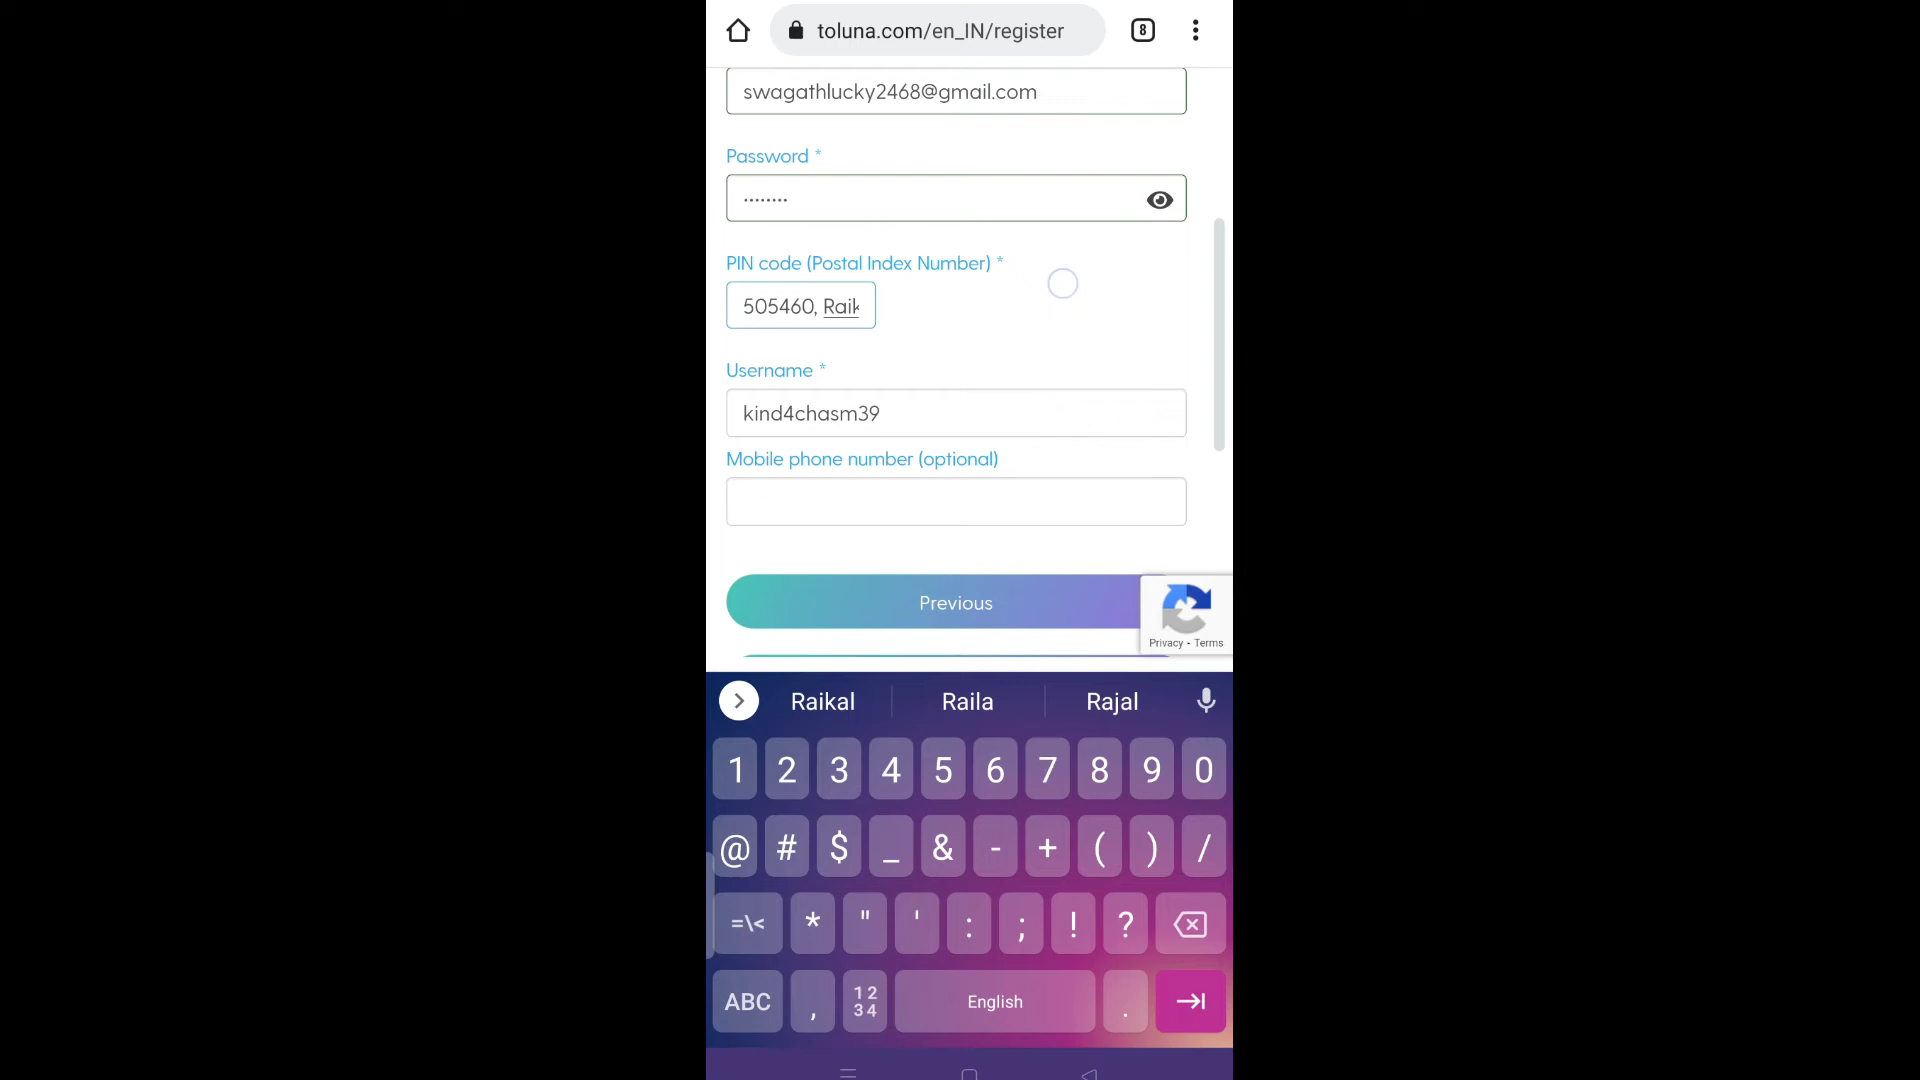 8
toluna.com/en_IN/register
swagathlucky2468@gmail.com
Password *
••••••••
PIN code (Postal Index Number) *
505460, Raik
Username *
kind4chasm39
Mobile phone number (optional)
Previous
Privacy - Terms
Raikal Raila Rajal
1 2 3 4 5 6 7 8 9 0
@ # $ _ & - + ( ) /
=\< * " ' : ; ! ?
ABC , 12 34 English .